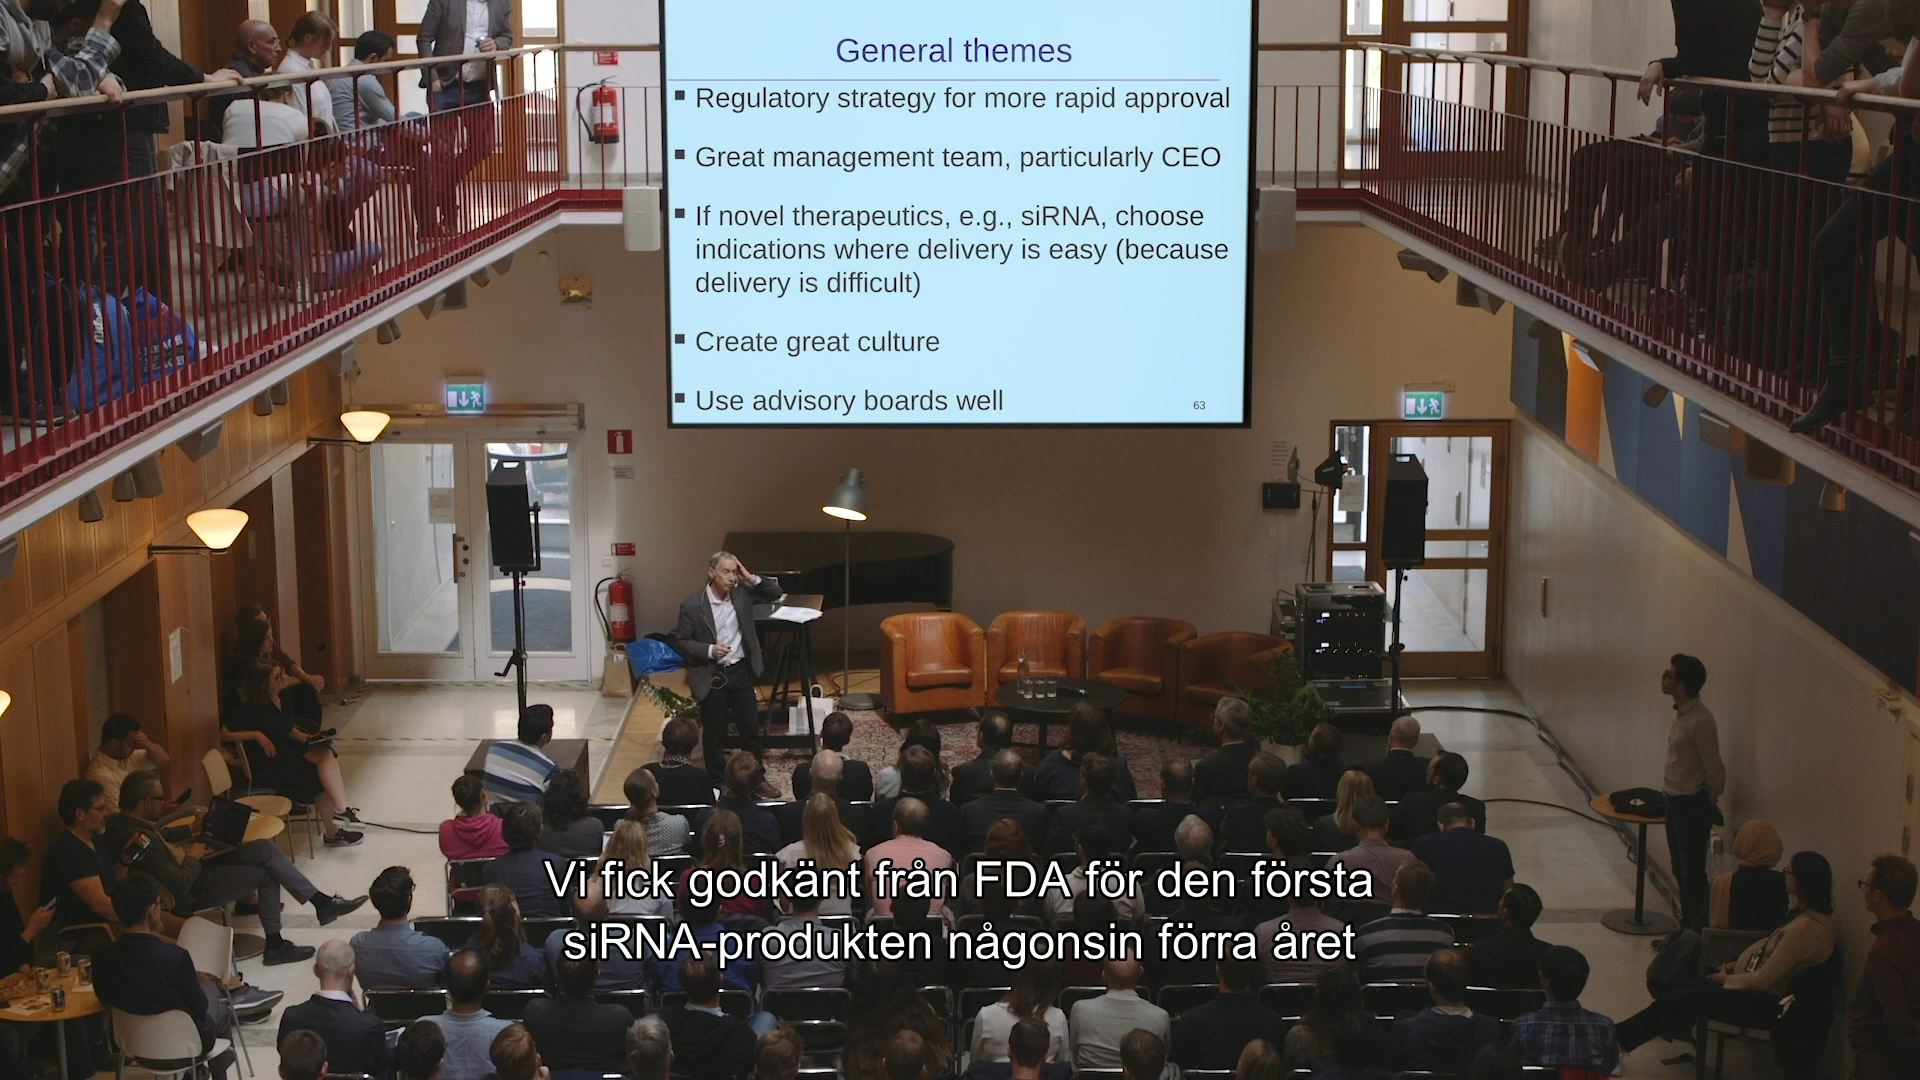 General themes
▪ Regulatory strategy for more rapid approval
▪ Great management team, particularly CEO
▪ If novel therapeutics, e.g., siRNA, choose
indications where delivery is easy (because
delivery is difficult)
▪ Create great culture
▪ Use advisory boards well
63
Vi fick godkänt från FDA för den första
siRNA-produkten någonsin förra året